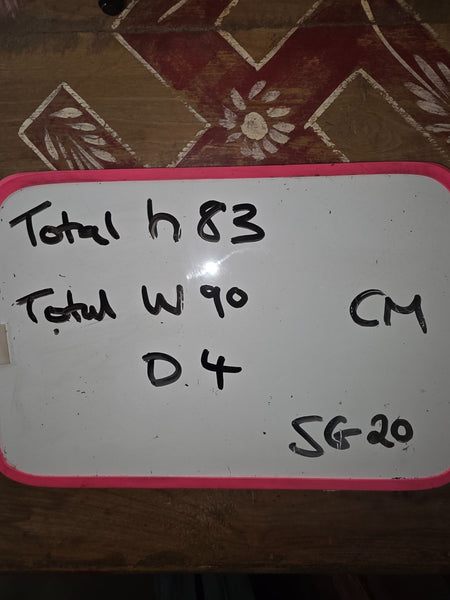 Total h 83
Total W 90
CM
D 4
SG-20